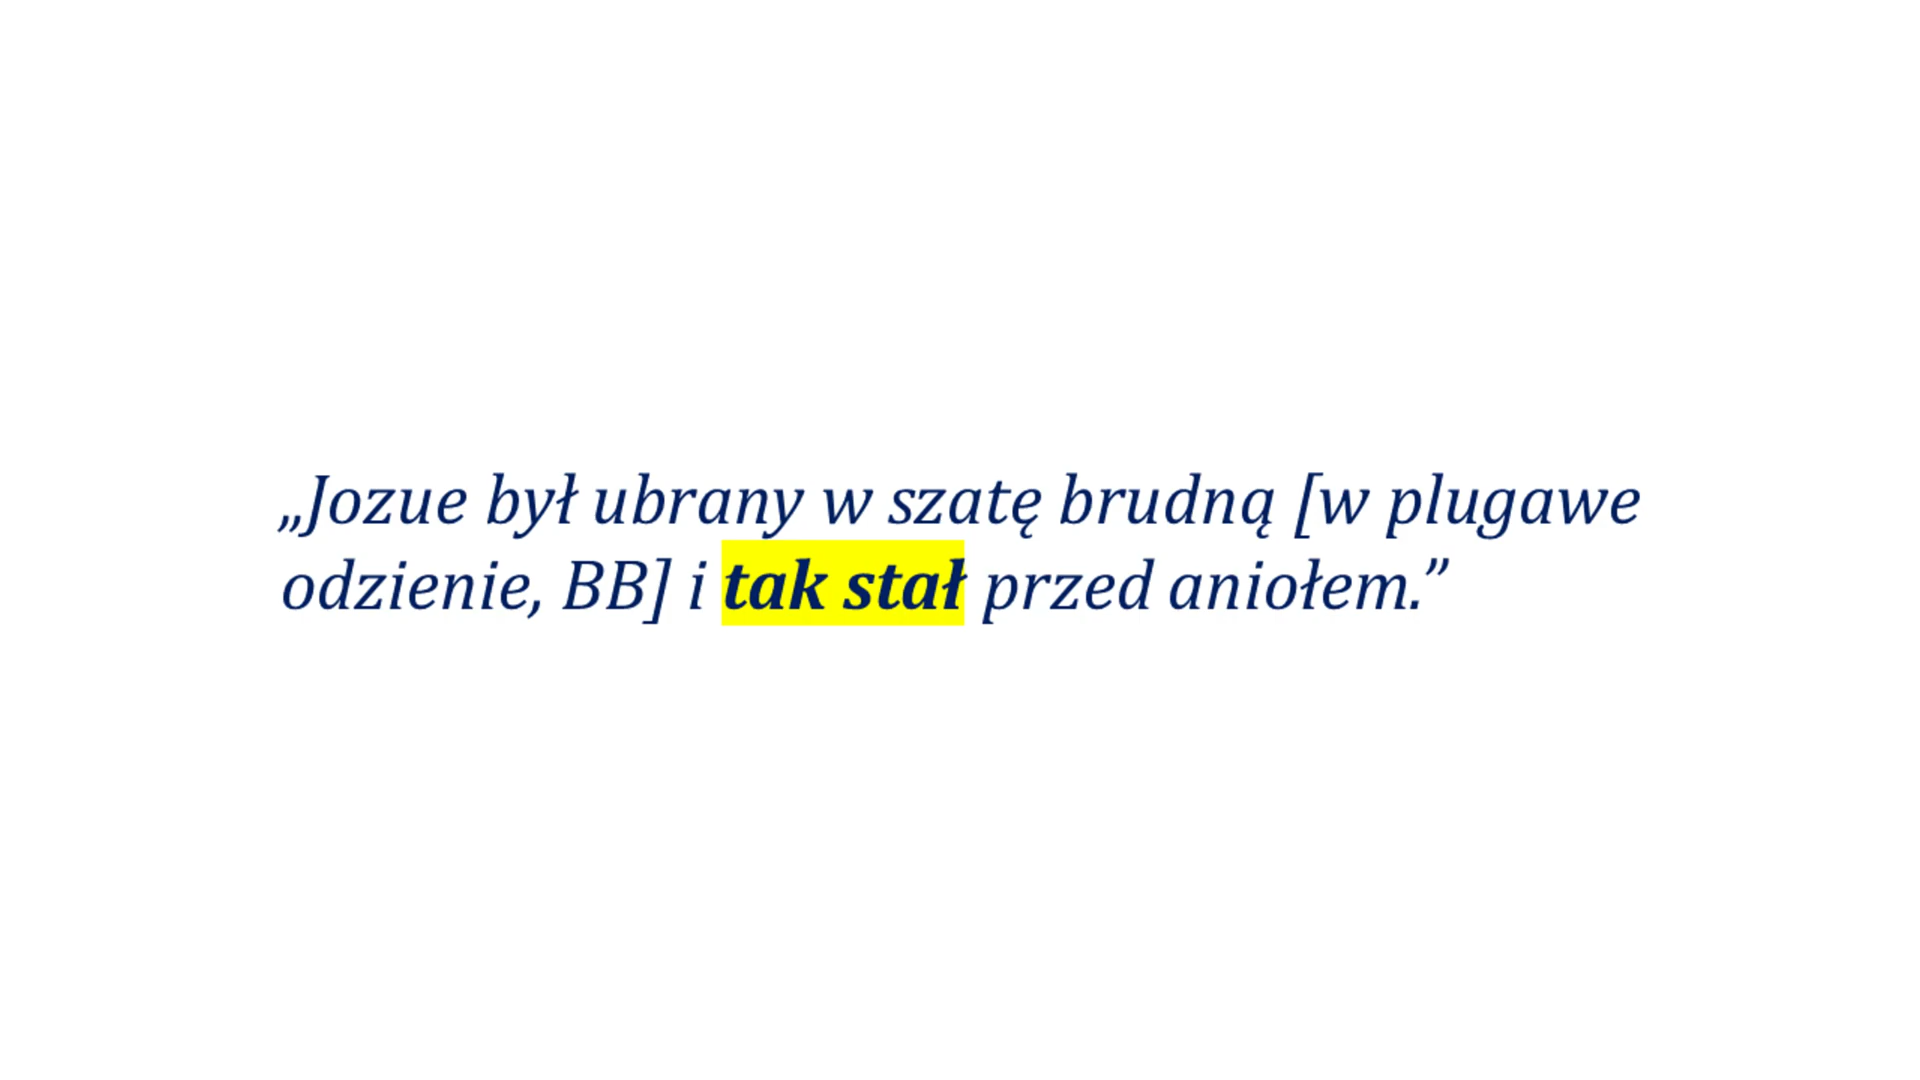 „Jozue był ubrany w szatę brudną [w plugawe
odzienie, BB] i tak stał przed aniołem.”